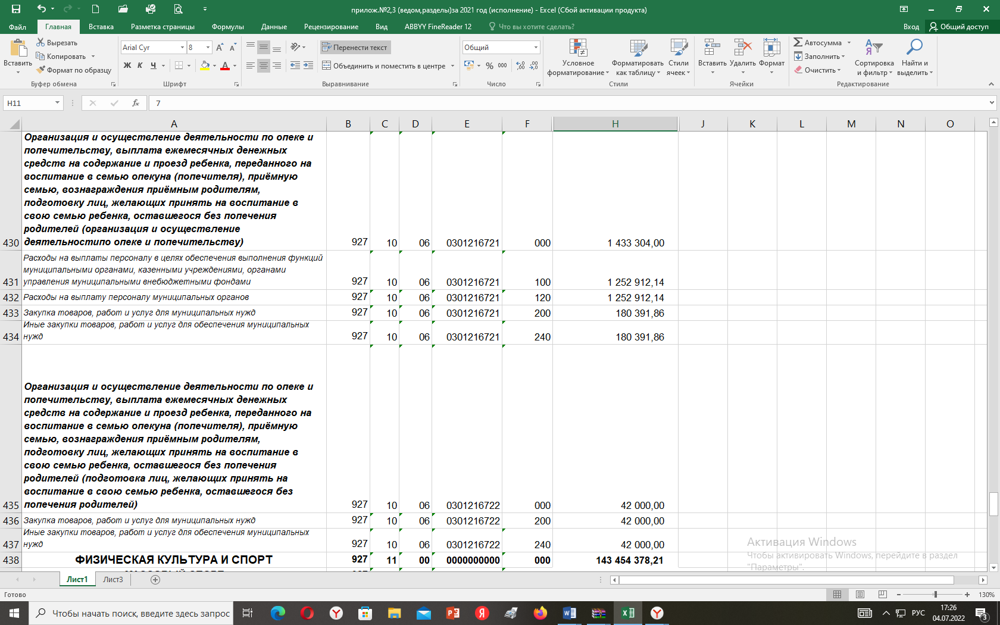 прилож.№2,3 (ведом,разделы)за 2021 год (исполнение) - Excel (Сбой активации продукта)
Файл Главная Вставка Разметка страницы Формулы Данные Рецензирование Вид ABBYY FineReader 12 Что вы хотите сделать? Вход Общий доступ
Вставить
Вырезать
Копировать
Формат по образцу
Буфер обмена
Arial Cyr 8
Ж К Ч
Шрифт
Перенести текст
Объединить и поместить в центре
Выравнивание
Общий
% 000
Число
Условное форматирование
Форматировать как таблицу
Стили ячеек
Стили
Вставить Удалить Формат
Ячейки
Автосумма
Заполнить
Очистить
Сортировка и фильтр
Найти и выделить
Редактирование
H11 fx 7
A B C D E F H J K L M N O
Организация и осуществление деятельности по опеке и
попечительству, выплата ежемесячных денежных
средств на содержание и проезд ребенка, переданного на
воспитание в семью опекуна (попечителя), приёмную
семью, вознаграждения приёмным родителям,
подготовку лиц, желающих принять на воспитание в
свою семью ребенка, оставшегося без попечения
родителей (организация и осуществление
430 деятельностипо опеке и попечительству) 927 10 06 0301216721 000 1 433 304,00
Расходы на выплаты персоналу в целях обеспечения выполнения функций
муниципальными органами, казенными учреждениями, органами
431 управления муниципальными внебюджетными фондами 927 10 06 0301216721 100 1 252 912,14
432 Расходы на выплату персоналу муниципальных органов 927 10 06 0301216721 120 1 252 912,14
433 Закупка товаров, работ и услуг для муниципальных нужд 927 10 06 0301216721 200 180 391,86
Иные закупки товаров, работ и услуг для обеспечения муниципальных
434 нужд 927 10 06 0301216721 240 180 391,86
Организация и осуществление деятельности по опеке и
попечительству, выплата ежемесячных денежных
средств на содержание и проезд ребенка, переданного на
воспитание в семью опекуна (попечителя), приёмную
семью, вознаграждения приёмным родителям,
подготовку лиц, желающих принять на воспитание в
свою семью ребенка, оставшегося без попечения
родителей (подготовка лиц, желающих принять на
воспитание в свою семью ребенка, оставшегося без
435 попечения родителей) 927 10 06 0301216722 000 42 000,00
436 Закупка товаров, работ и услуг для муниципальных нужд 927 10 06 0301216722 200 42 000,00
Иные закупки товаров, работ и услуг для обеспечения муниципальных
437 нужд 927 10 06 0301216722 240 42 000,00
438 ФИЗИЧЕСКАЯ КУЛЬТУРА И СПОРТ 927 11 00 0000000000 000 143 454 378,21
Активация Windows
Чтобы активировать Windows, перейдите в раздел
"Параметры".
Лист1 Лист3
Готово 130%
Чтобы начать поиск, введите здесь запрос
РУС
17:26
04.07.2022
3